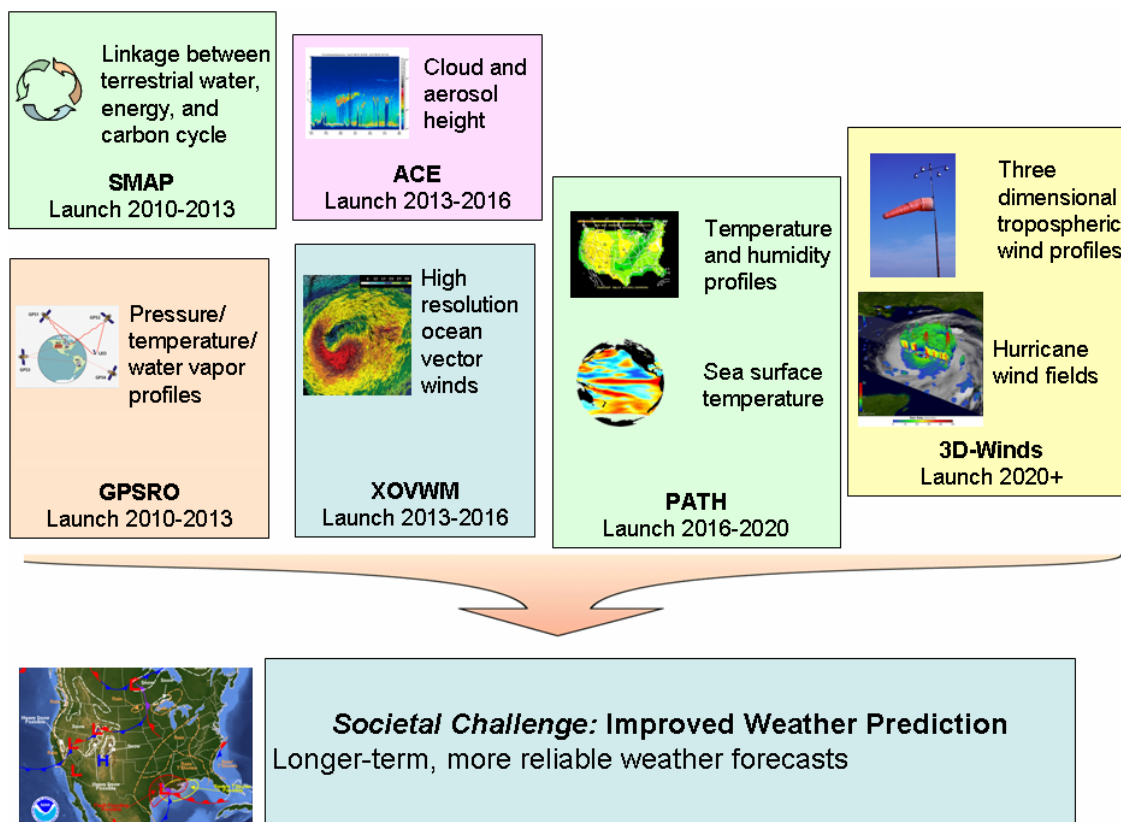 Linkage between
terrestrial water,
energy, and
carbon cycle
SMAP
Launch 2010-2013
Cloud and
aerosol
height
ACE
Launch 2013-2016
Pressure/
temperature/
water vapor
profiles
GPSRO
Launch 2010-2013
High
resolution
ocean
vector
winds
XOVWM
Launch 2013-2016
Temperature
and humidity
profiles
Sea surface
temperature
PATH
Launch 2016-2020
Three
dimensional
tropospheric
wind profiles
Hurricane
wind fields
3D-Winds
Launch 2020+
Societal Challenge: Improved Weather Prediction
Longer-term, more reliable weather forecasts